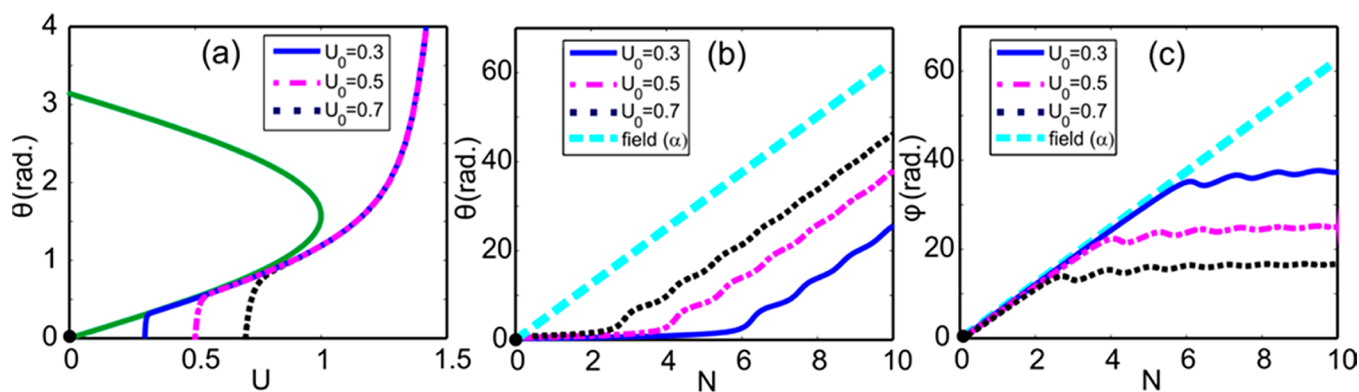 (a)
U₀=0.3
U₀=0.5
U₀=0.7
θ(rad.)
4
3
2
1
0
0
0.5
1
1.5
U
(b)
U₀=0.3
U₀=0.5
U₀=0.7
field (α)
θ(rad.)
60
40
20
0
0
2
4
6
8
10
N
(c)
U₀=0.3
U₀=0.5
U₀=0.7
field (α)
φ(rad.)
60
40
20
0
0
2
4
6
8
10
N